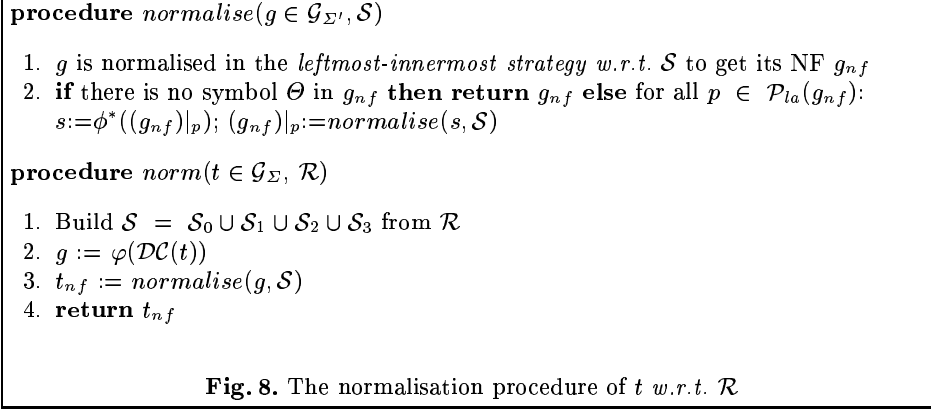 procedure normalise(g ∈ 𝒢_Σ′, 𝒮)
1. g is normalised in the leftmost-innermost strategy w.r.t. 𝒮 to get its NF g_nf
2. if there is no symbol Θ in g_nf then return g_nf else for all p ∈ 𝒫_la(g_nf):
s:=ϕ*((g_nf)|_p); (g_nf)|_p:=normalise(s, 𝒮)
procedure norm(t ∈ 𝒢_Σ, ℛ)
1. Build 𝒮 = 𝒮_0 ∪ 𝒮_1 ∪ 𝒮_2 ∪ 𝒮_3 from ℛ
2. g := φ(𝒟𝒞(t))
3. t_nf := normalise(g, 𝒮)
4. return t_nf
Fig. 8. The normalisation procedure of t w.r.t. ℛ